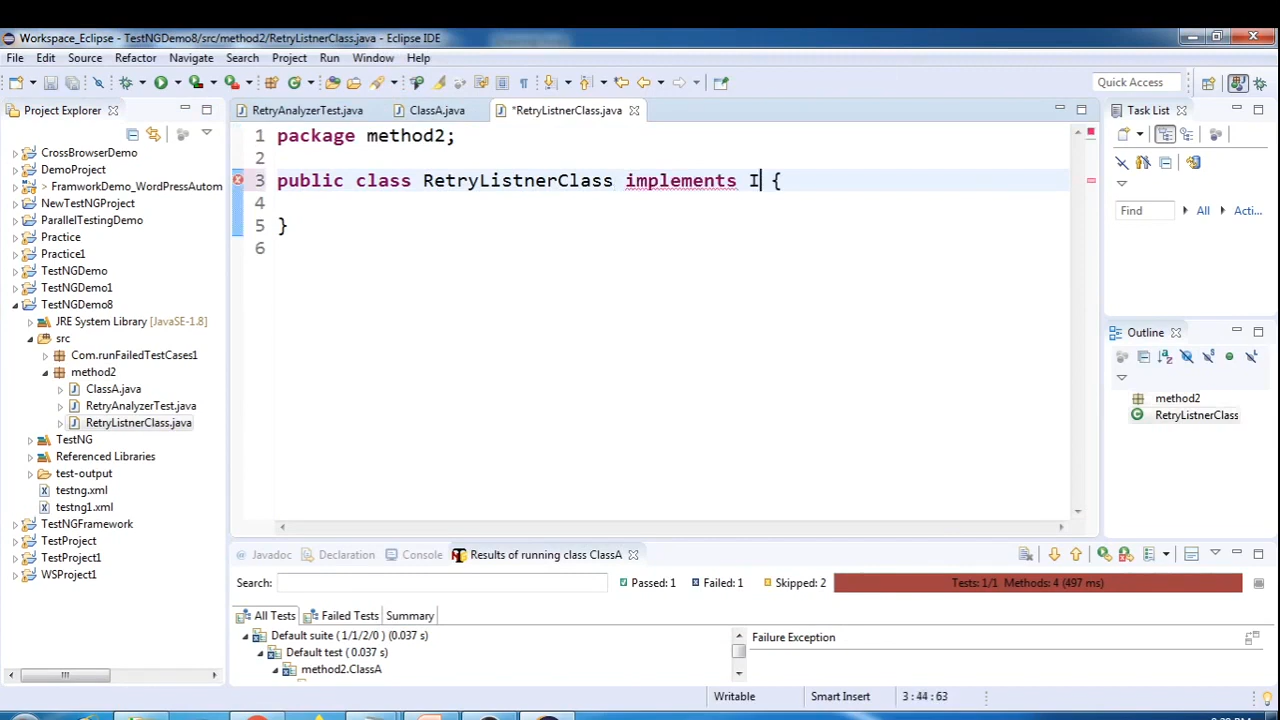 Workspace_Eclipse - TestNGDemo8/src/method2/RetryListnerClass.java - Eclipse IDE
File Edit Source Refactor Navigate Search Project Run Window Help
Quick Access
Project Explorer
RetryAnalyzerTest.java ClassA.java *RetryListnerClass.java
Task List
CrossBrowserDemo
DemoProject
> FramworkDemo_WordPressAutom
NewTestNGProject
ParallelTestingDemo
Practice
Practice1
TestNGDemo
TestNGDemo1
TestNGDemo8
JRE System Library [JavaSE-1.8]
src
Com.runFailedTestCases1
method2
ClassA.java
RetryAnalyzerTest.java
RetryListnerClass.java
TestNG
Referenced Libraries
test-output
testng.xml
testng1.xml
TestNGFramework
TestProject
TestProject1
WSProject1
1 package method2;
2
3 public class RetryListnerClass implements I {
4
5 }
6
Find All Acti...
Outline
method2
RetryListnerClass
Javadoc Declaration Console Results of running class ClassA
Search: Passed: 1 Failed: 1 Skipped: 2 Tests: 1/1 Methods: 4 (497 ms)
All Tests Failed Tests Summary
Default suite ( 1/1/2/0 ) (0.037 s)
Default test ( 0.037 s)
method2.ClassA
Failure Exception
Writable Smart Insert 3 : 44 : 63